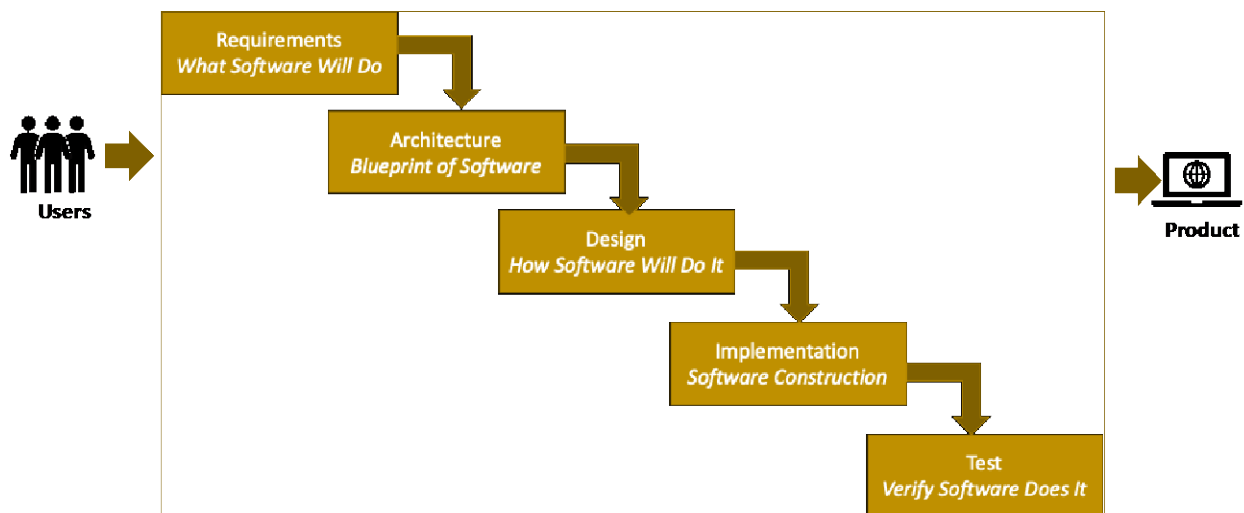 Requirements
What Software Will Do
Architecture
Blueprint of Software
Users
Design
How Software Will Do It
Product
Implementation
Software Construction
Test
Verify Software Does It